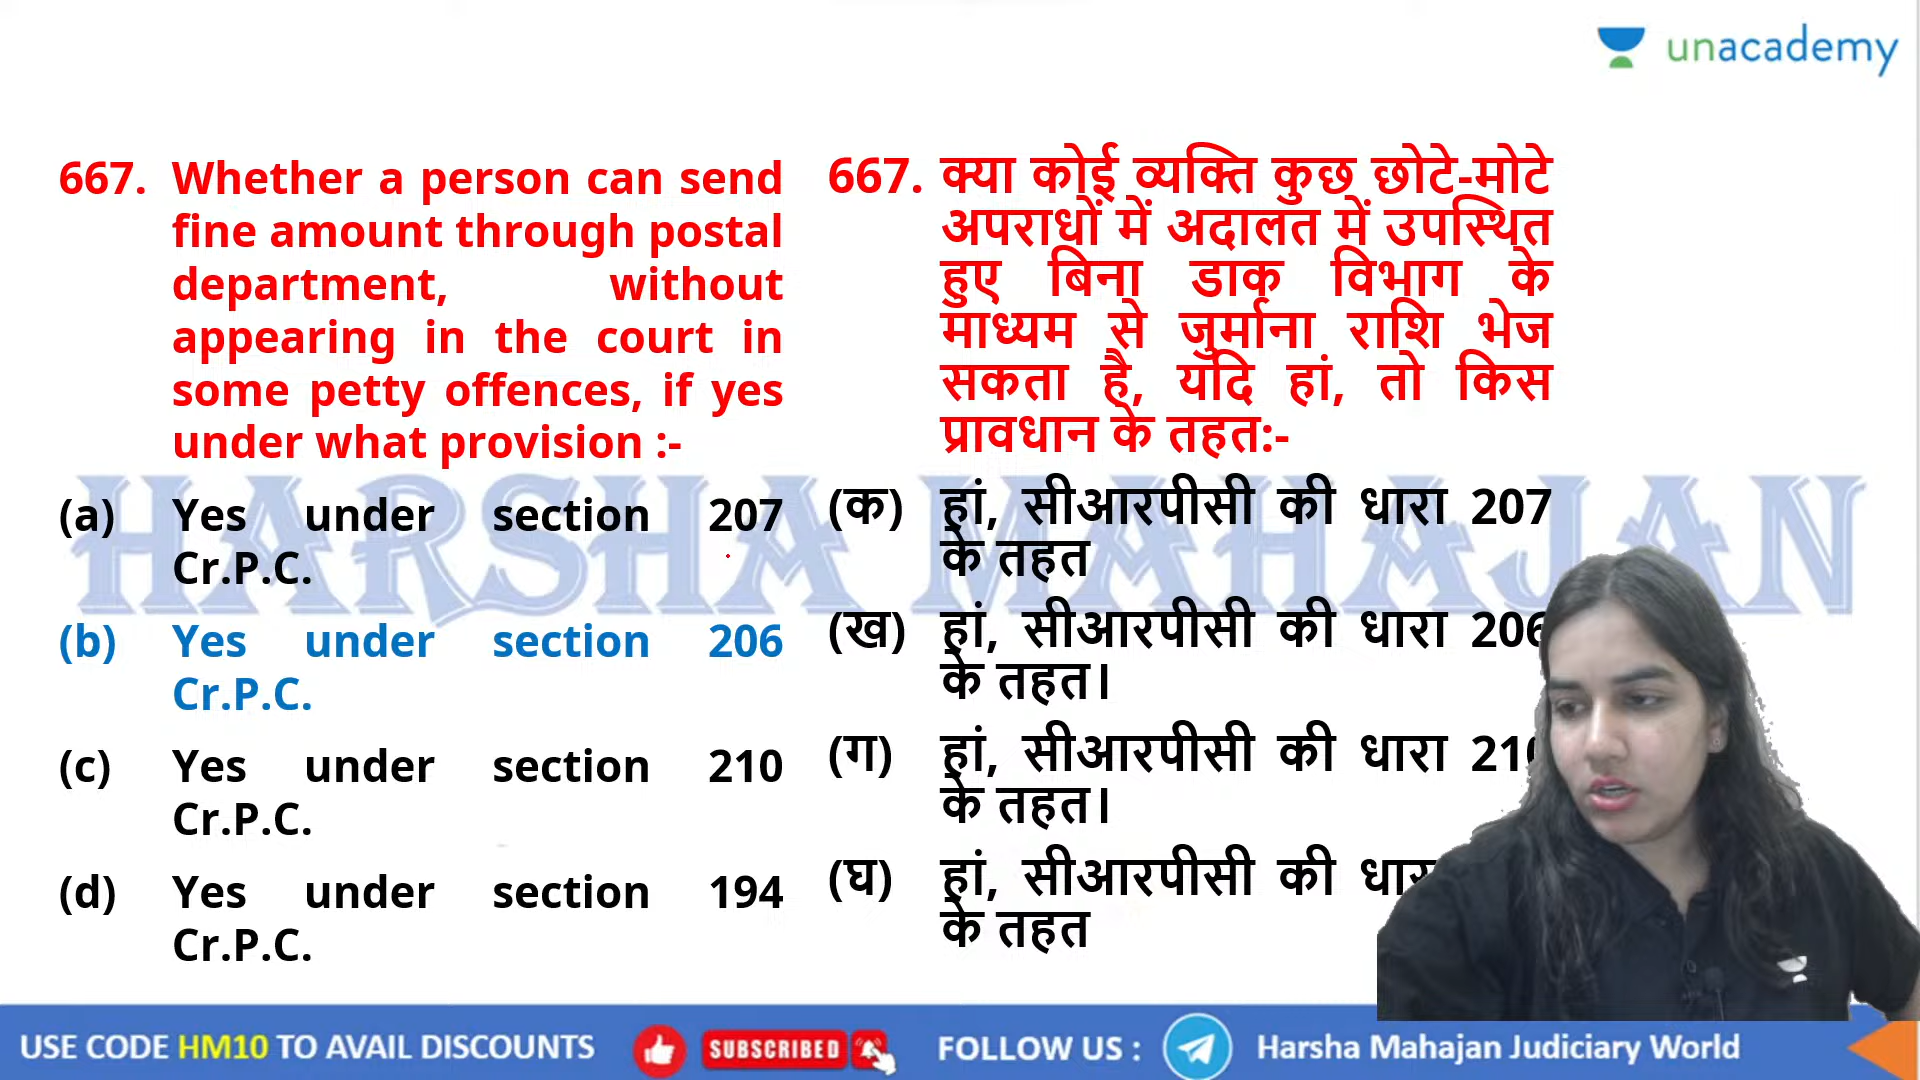 unacademy
667. Whether a person can send
fine amount through postal
department, without
appearing in the court in
some petty offences, if yes
under what provision :-
(a) Yes under section 207
Cr.P.C.
(b) Yes under section 206
Cr.P.C.
(c) Yes under section 210
Cr.P.C.
(d) Yes under section 194
Cr.P.C.
667. क्या कोई व्यक्ति कुछ छोटे-मोटे
अपराधों में अदालत में उपस्थित
हुए बिना डाक विभाग के
माध्यम से जुर्माना राशि भेज
सकता है, यदि हां, तो किस
प्रावधान के तहत:-
(क) हां, सीआरपीसी की धारा 207
के तहत
(ख) हां, सीआरपीसी की धारा 206
के तहत।
(ग) हां, सीआरपीसी की धारा 210
के तहत।
(घ) हां, सीआरपीसी की
के तहत
HARSHA MAHAJAN
USE CODE HM10 TO AVAIL DISCOUNTS
SUBSCRIBED
FOLLOW US :
Harsha Mahajan Judiciary World